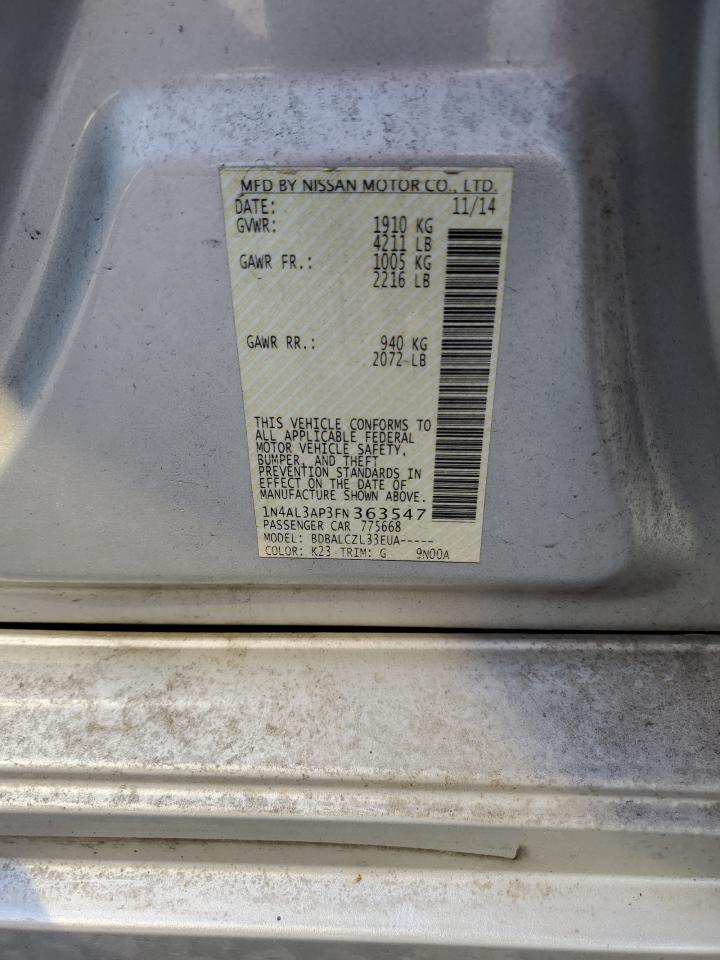 MFD BY NISSAN MOTOR CO., LTD.
DATE: 11/14
GVWR: 1910 KG
4211 LB
GAWR FR.: 1005 KG
2216 LB
GAWR RR.: 940 KG
2072 LB
THIS VEHICLE CONFORMS TO
ALL APPLICABLE FEDERAL
MOTOR VEHICLE SAFETY,
BUMPER, AND THEFT
PREVENTION STANDARDS IN
EFFECT ON THE DATE OF
MANUFACTURE SHOWN ABOVE.
1N4AL3AP3FN363547
PASSENGER CAR 775668
MODEL: BDBALCZL33EUA-----
COLOR: K23 TRIM: G 9N00A